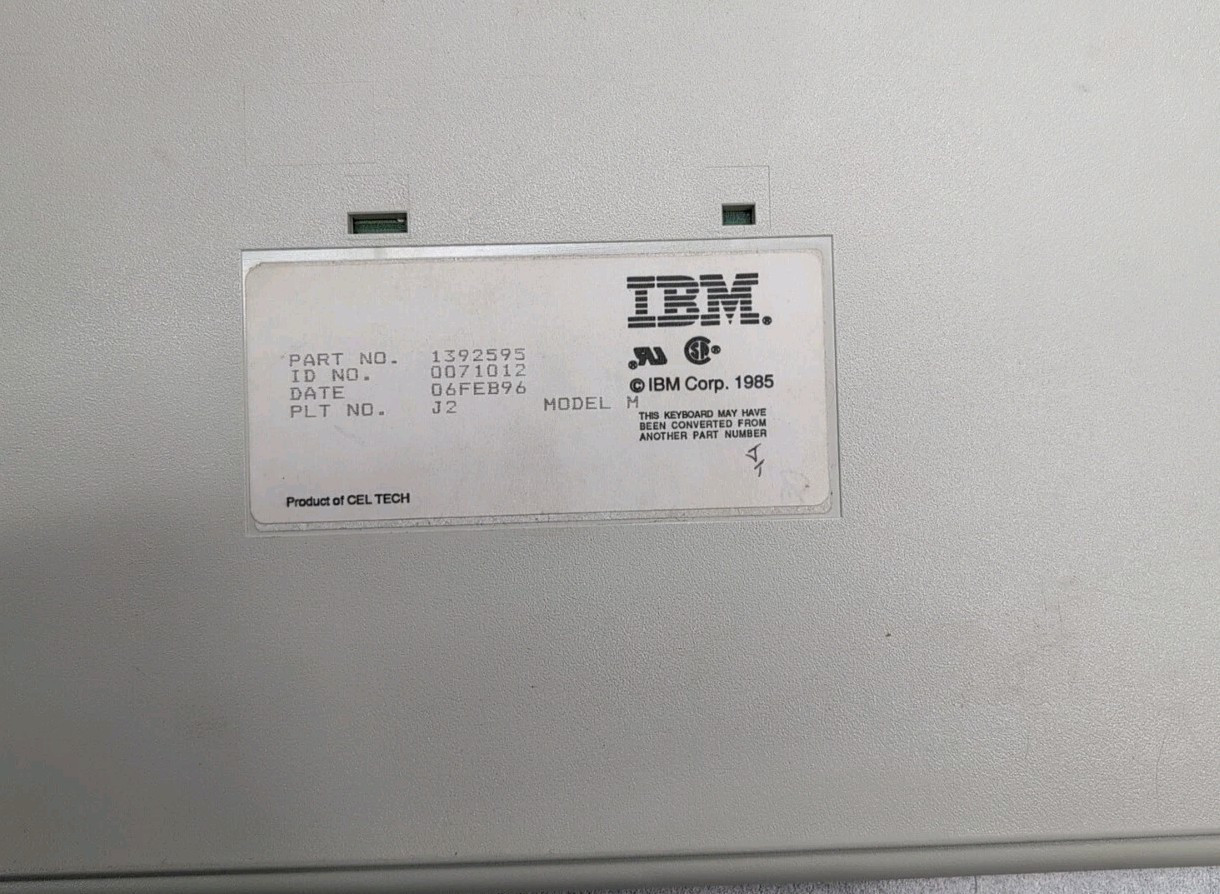 IBM®
PART NO. 1392595
ID NO. 0071012
DATE 06FEB96
PLT NO. J2 MODEL M
© IBM Corp. 1985
THIS KEYBOARD MAY HAVE
BEEN CONVERTED FROM
ANOTHER PART NUMBER
Product of CEL TECH